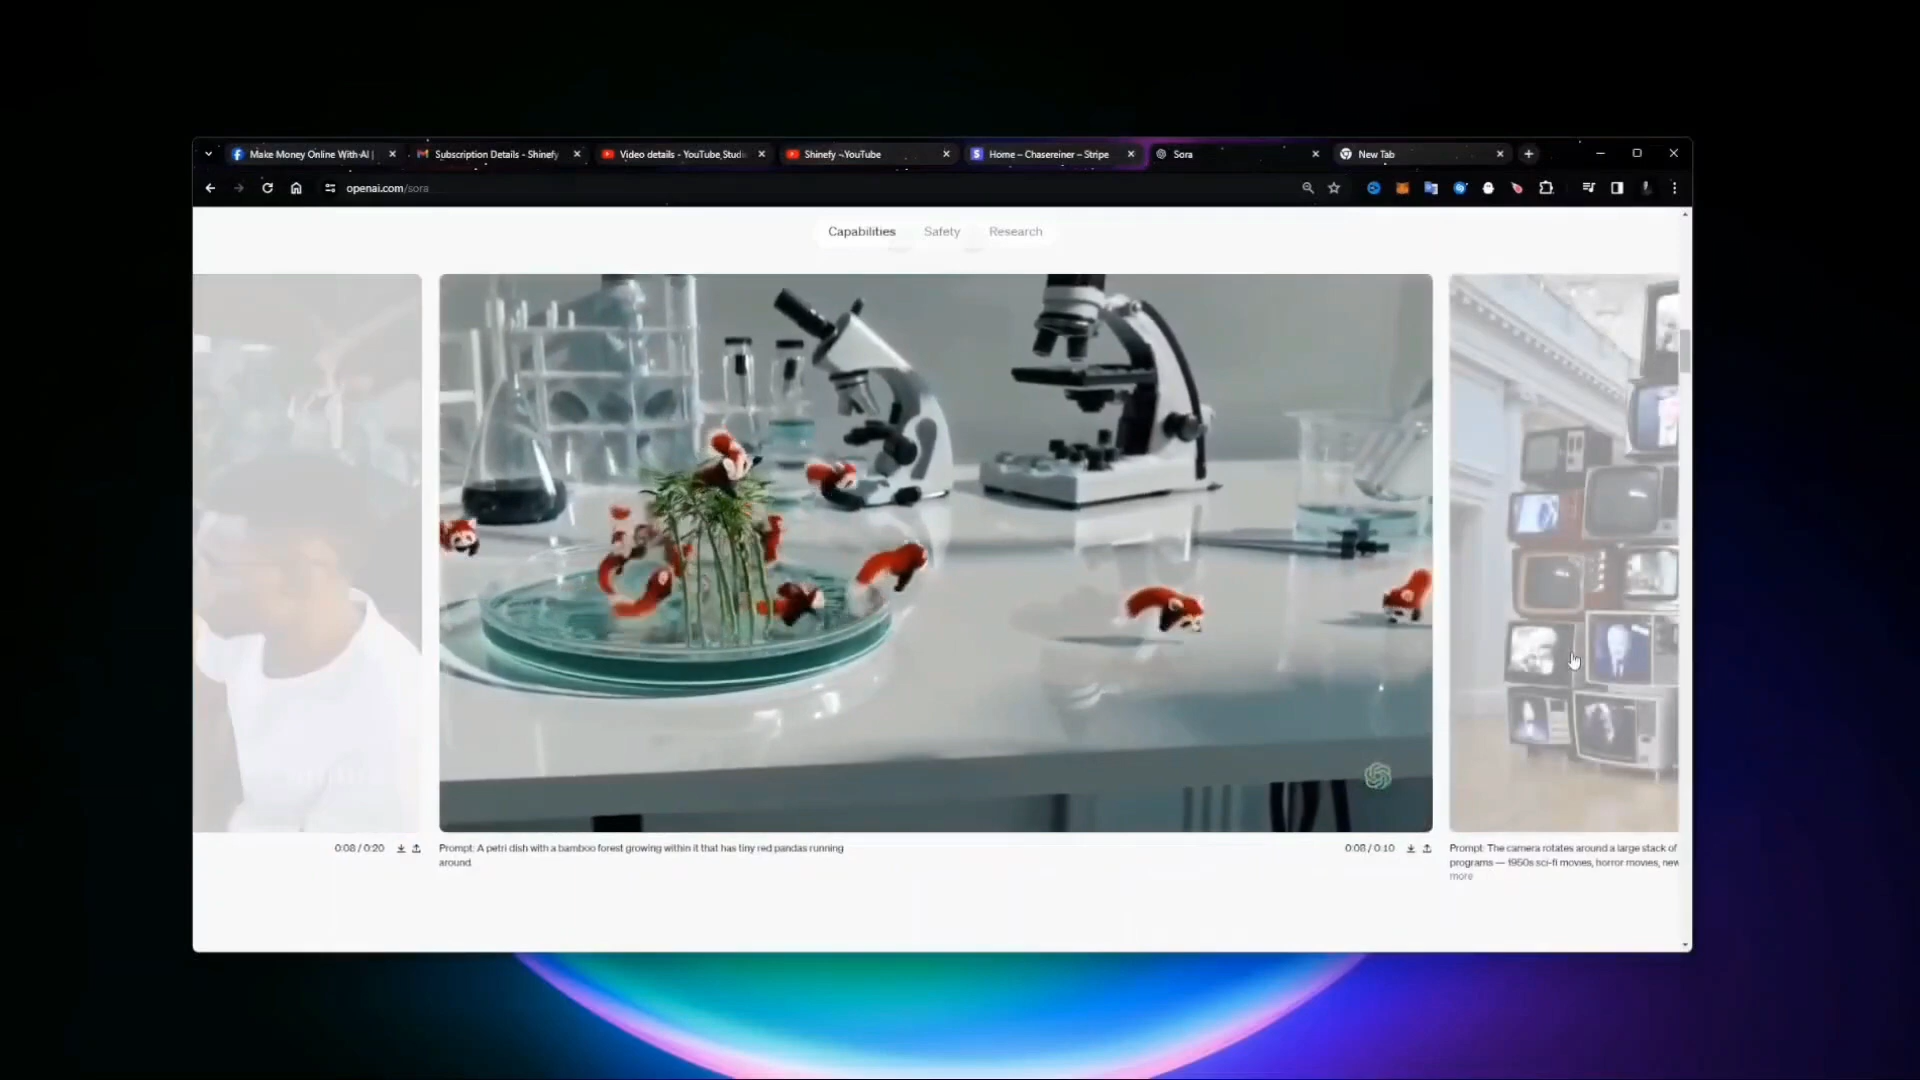 Make Money Online With AI |
Subscription Details - Shinefy
Video details - YouTube Studi
Shinefy - YouTube
Home – Chasereiner – Stripe
Sora
New Tab
openai.com/sora
Capabilities
Safety
Research
0:08 / 0:20
Prompt: A petri dish with a bamboo forest growing within it that has tiny red pandas running
around.
0:08 / 0:10
Prompt: The camera rotates around a large stack of
programs — 1950s sci-fi movies, horror movies, new
more